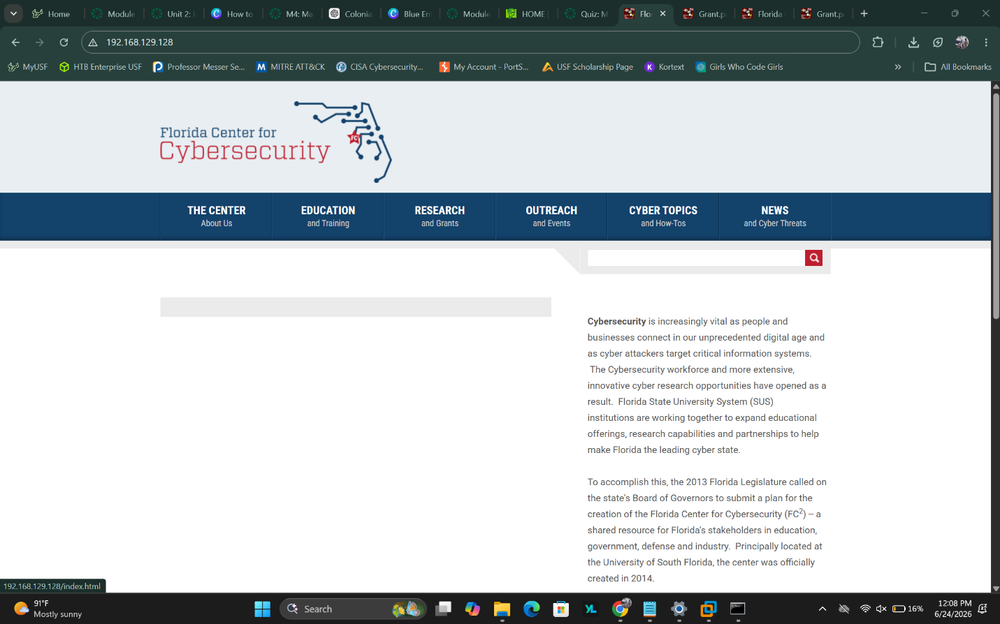 Home
Module
Unit 2: I
How to
M4: Ma
Colonia
Blue En
Module
HOME |
Quiz: M
Flo
Grant.p
Florida
Grant.p
192.168.129.128
MyUSF
HTB Enterprise USF
Professor Messer Se...
MITRE ATT&CK
CISA Cybersecurity...
My Account - PortS...
USF Scholarship Page
Kortext
Girls Who Code Girls
All Bookmarks
Florida Center for
Cybersecurity
FC²
THE CENTER
About Us
EDUCATION
and Training
RESEARCH
and Grants
OUTREACH
and Events
CYBER TOPICS
and How-Tos
NEWS
and Cyber Threats
Cybersecurity is increasingly vital as people and
businesses connect in our unprecedented digital age and
as cyber attackers target critical information systems.
The Cybersecurity workforce and more extensive,
innovative cyber research opportunities have opened as a
result. Florida State University System (SUS)
institutions are working together to expand educational
offerings, research capabilities and partnerships to help
make Florida the leading cyber state.
To accomplish this, the 2013 Florida Legislature called on
the state's Board of Governors to submit a plan for the
creation of the Florida Center for Cybersecurity (FC²) -- a
shared resource for Florida's stakeholders in education,
government, defense and industry. Principally located at
the University of South Florida, the center was officially
created in 2014.
192.168.129.128/index.html
91°F
Mostly sunny
Search
YL
16%
12:08 PM
6/24/2026